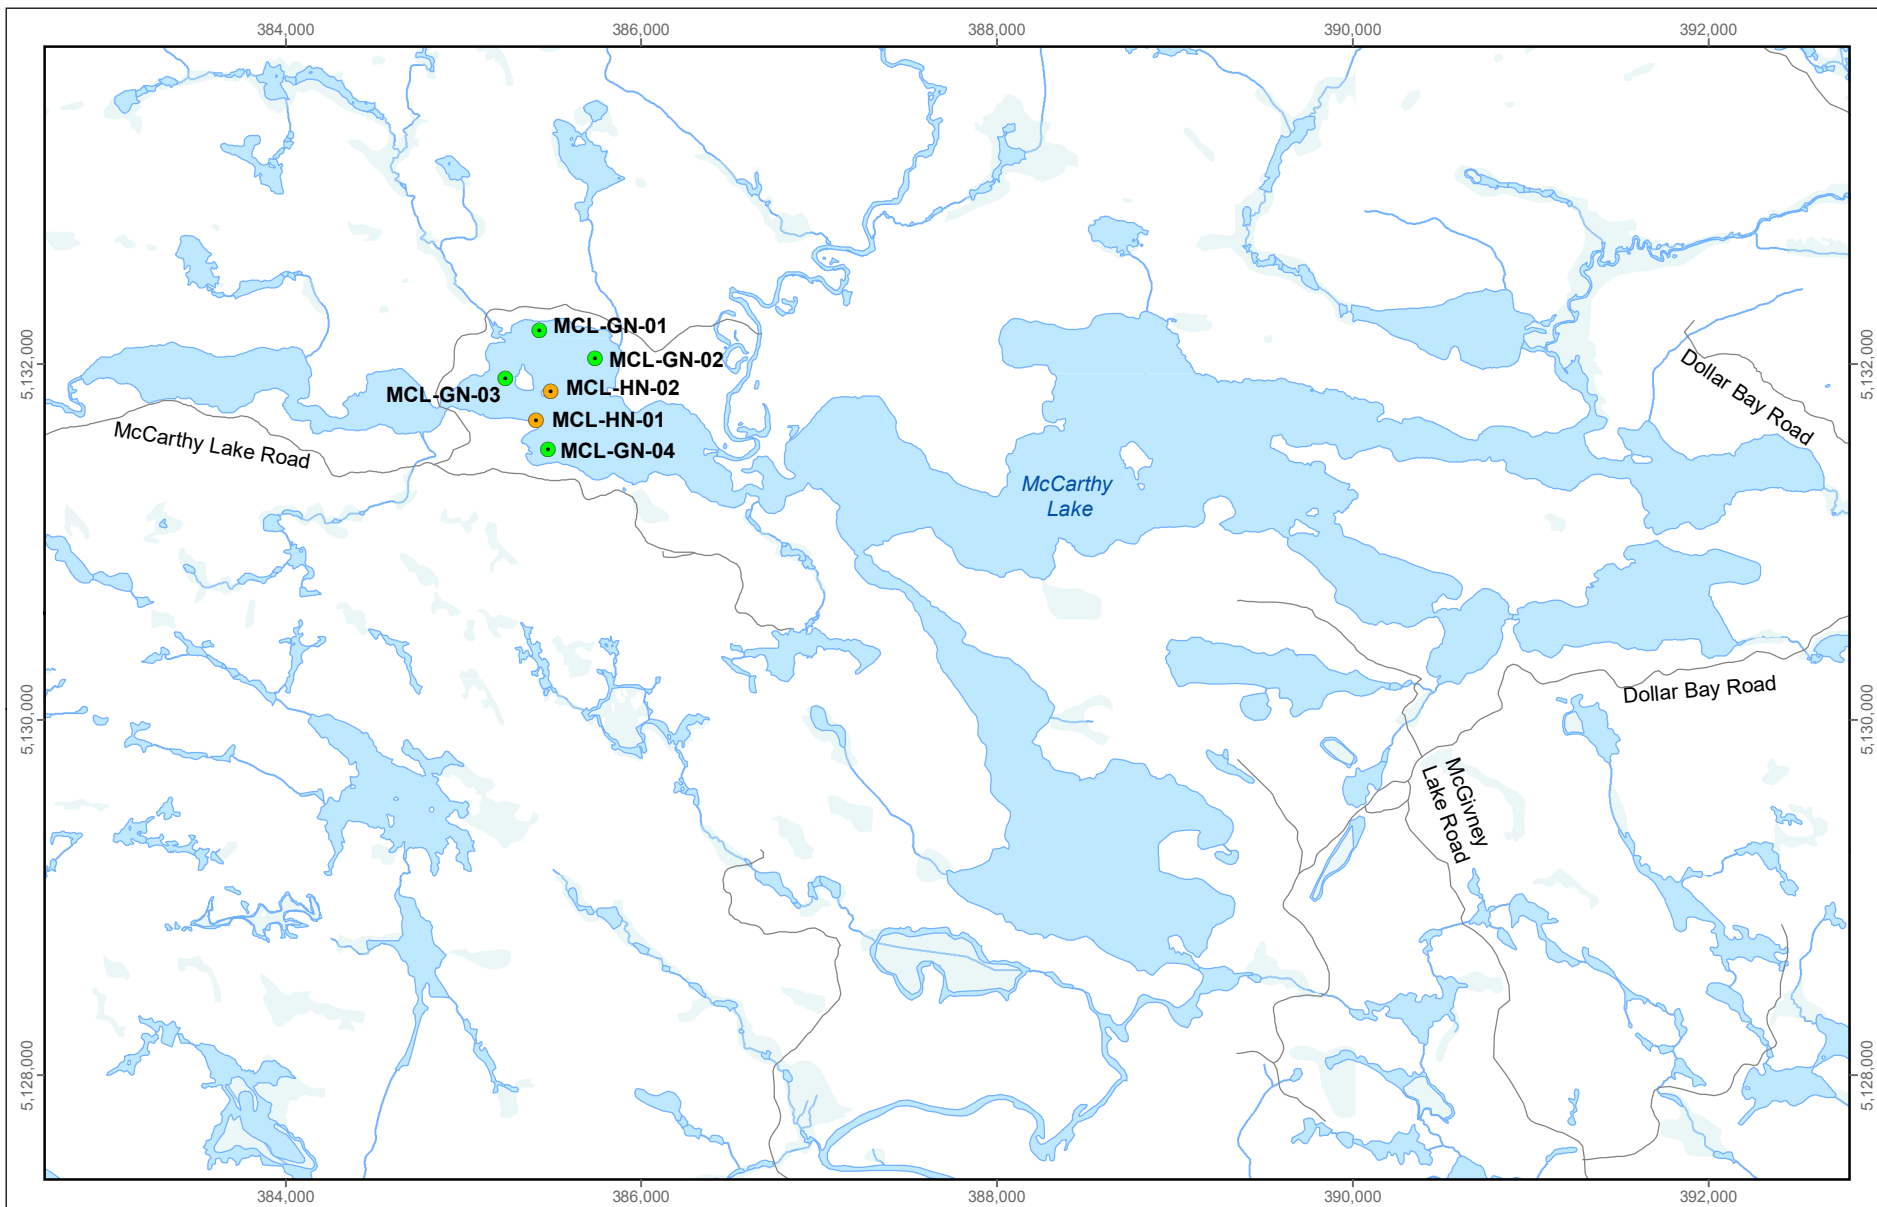 384,000
386,000
388,000
390,000
392,000
5,132,000
5,132,000
MCL-GN-01
MCL-GN-02
MCL-HN-02
MCL-GN-03
MCL-HN-01
MCL-GN-04
McCarthy Lake Road
Dollar Bay Road
McCarthy
Lake
Dollar Bay Road
5,130,000
5,130,000
McGivney
Lake Road
5,128,000
5,128,000
384,000
386,000
388,000
390,000
392,000